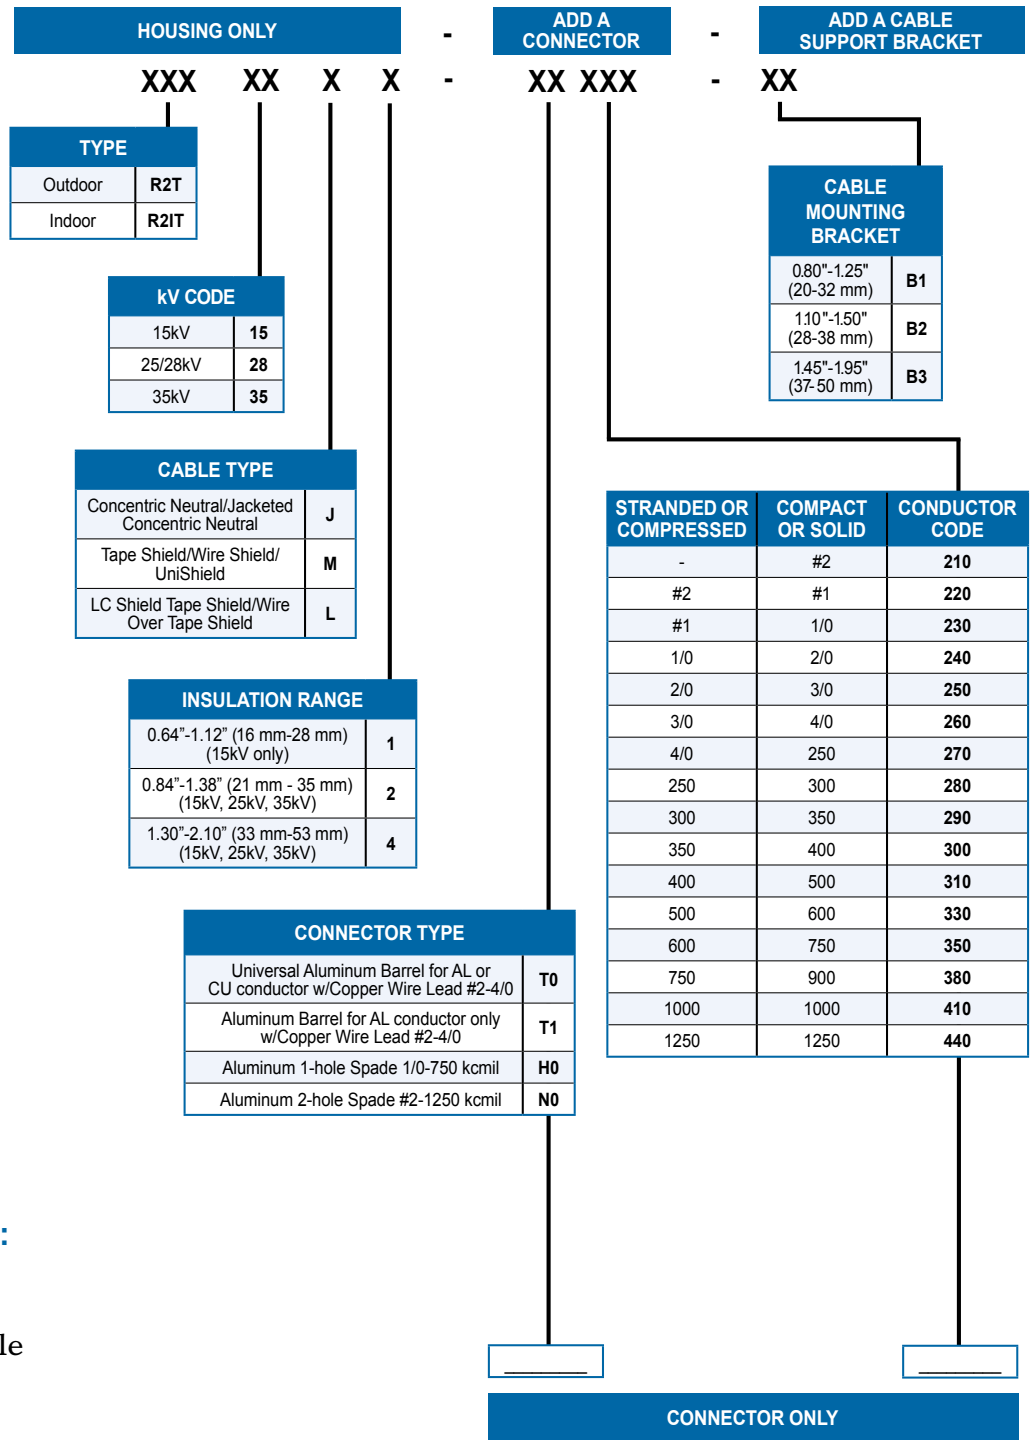 HOUSING ONLY - ADD A CONNECTOR - ADD A CABLE SUPPORT BRACKET
XXX XX X X - XX XXX - XX
TYPE
Outdoor R2T
Indoor R2IT
CABLE
MOUNTING
BRACKET
0.80"-1.25"
(20-32 mm) B1
1.10"-1.50"
(28-38 mm) B2
1.45"-1.95"
(37-50 mm) B3
kV CODE
15kV 15
25/28kV 28
35kV 35
CABLE TYPE
Concentric Neutral/Jacketed
Concentric Neutral J
Tape Shield/Wire Shield/
UniShield M
LC Shield Tape Shield/Wire
Over Tape Shield L
INSULATION RANGE
0.64”-1.12” (16 mm-28 mm)
(15kV only) 1
0.84”-1.38” (21 mm - 35 mm)
(15kV, 25kV, 35kV) 2
1.30”-2.10” (33 mm-53 mm)
(15kV, 25kV, 35kV) 4
STRANDED OR COMPRESSED COMPACT OR SOLID CONDUCTOR CODE
- #2 210
#2 #1 220
#1 1/0 230
1/0 2/0 240
2/0 3/0 250
3/0 4/0 260
4/0 250 270
250 300 280
300 350 290
350 400 300
400 500 310
500 600 330
600 750 350
750 900 380
1000 1000 410
1250 1250 440
CONNECTOR TYPE
Universal Aluminum Barrel for AL or
CU conductor w/Copper Wire Lead #2-4/0 T0
Aluminum Barrel for AL conductor only
w/Copper Wire Lead #2-4/0 T1
Aluminum 1-hole Spade 1/0-750 kcmil H0
Aluminum 2-hole Spade #2-1250 kcmil N0
:
le
CONNECTOR ONLY